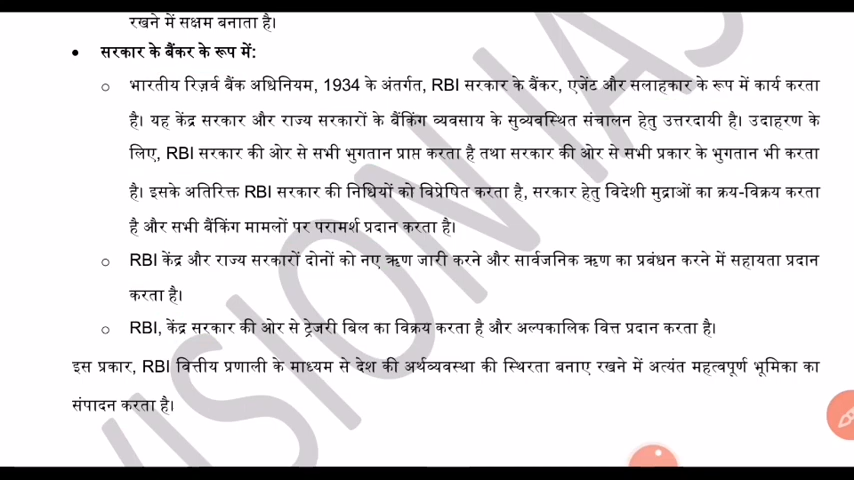 रखने में सक्षम बनाता है।
• सरकार के बैंकर के रूप में:
o भारतीय रिज़र्व बैंक अधिनियम, 1934 के अंतर्गत, RBI सरकार के बैंकर, एजेंट और सलाहकार के रूप में कार्य करता
है। यह केंद्र सरकार और राज्य सरकारों के बैंकिंग व्यवसाय के सुव्यवस्थित संचालन हेतु उत्तरदायी है। उदाहरण के
लिए, RBI सरकार की ओर से सभी भुगतान प्राप्त करता है तथा सरकार की ओर से सभी प्रकार के भुगतान भी करता
है। इसके अतिरिक्त RBI सरकार की निधियों को विप्रेषित करता है, सरकार हेतु विदेशी मुद्राओं का क्रय-विक्रय करता
है और सभी बैंकिंग मामलों पर परामर्श प्रदान करता है।
o RBI केंद्र और राज्य सरकारों दोनों को नए ऋण जारी करने और सार्वजनिक ऋण का प्रबंधन करने में सहायता प्रदान
करता है।
o RBI, केंद्र सरकार की ओर से ट्रेजरी बिल का विक्रय करता है और अल्पकालिक वित्त प्रदान करता है।
इस प्रकार, RBI वित्तीय प्रणाली के माध्यम से देश की अर्थव्यवस्था की स्थिरता बनाए रखने में अत्यंत महत्वपूर्ण भूमिका का
संपादन करता है।
VISION IAS